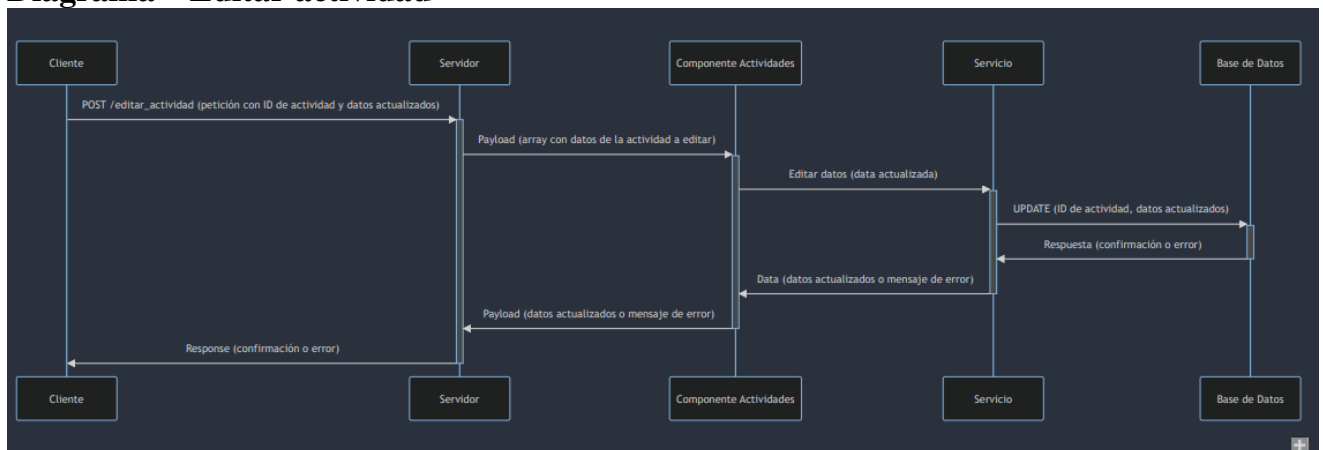 Diagrama - Editar actividad
Cliente
Servidor
Componente Actividades
Servicio
Base de Datos
POST /editar_actividad (petición con ID de actividad y datos actualizados)
Payload (array con datos de la actividad a editar)
Editar datos (data actualizada)
UPDATE (ID de actividad, datos actualizados)
Respuesta (confirmación o error)
Data (datos actualizados o mensaje de error)
Payload (datos actualizados o mensaje de error)
Response (confirmación o error)
Cliente
Servidor
Componente Actividades
Servicio
Base de Datos